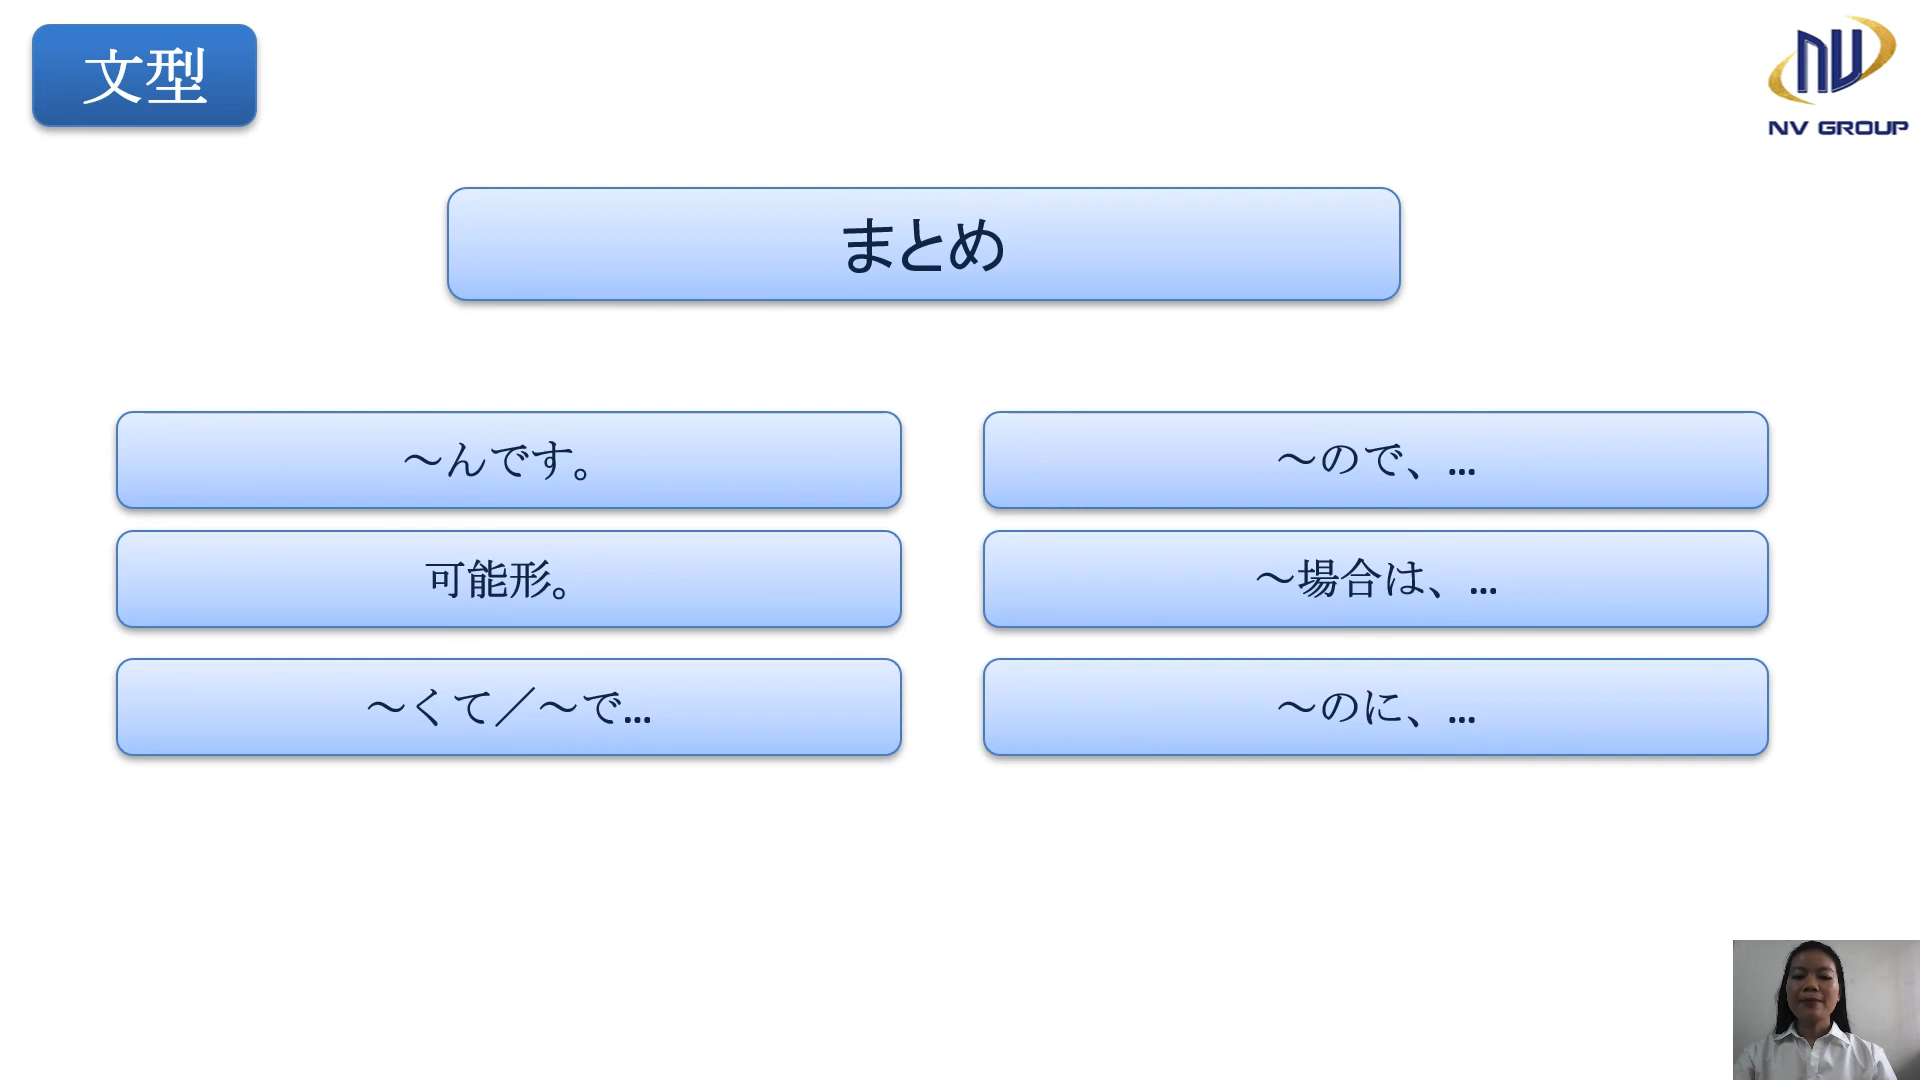 文型
NV GROUP
まとめ
～んです。
～ので、...
可能形。
～場合は、...
～くて／～で...
～のに、...